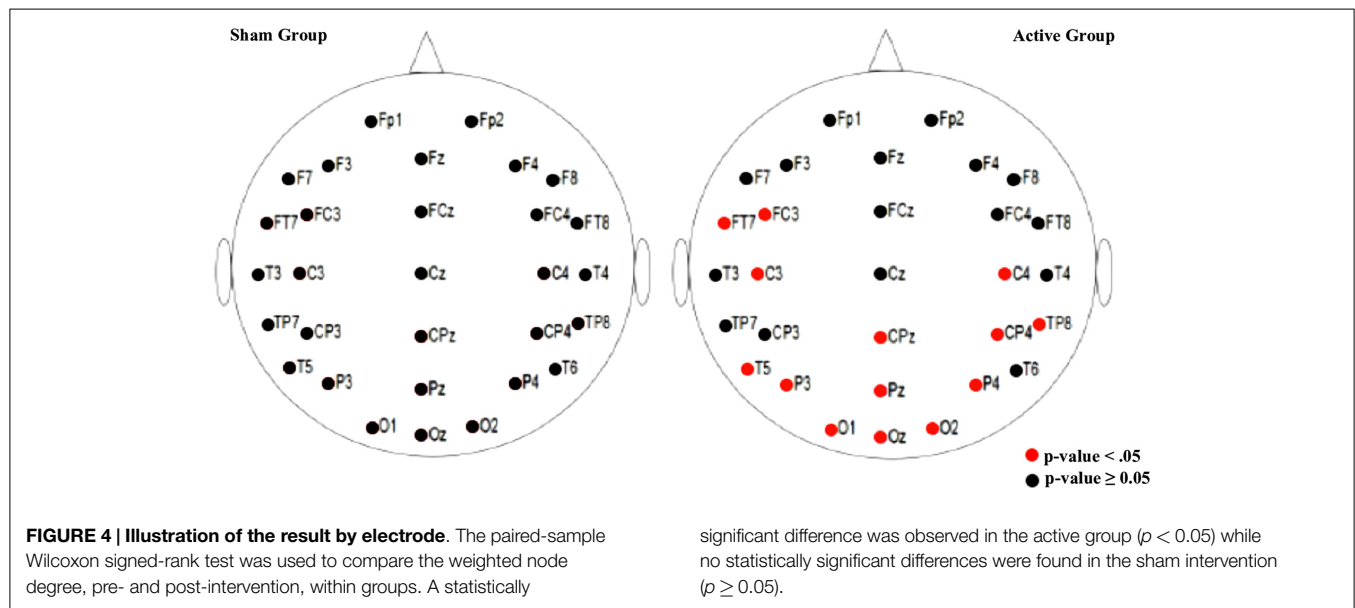 Sham Group
Active Group
Fp1 Fp2
Fz
F7 F3 F4 F8
FT7 FC3 FCz FC4 FT8
T3 C3 Cz C4 T4
TP7 CP3 CPz CP4 TP8
T5 P3 Pz P4 T6
O1 Oz O2
Fp1 Fp2
Fz
F7 F3 F4 F8
FT7 FC3 FCz FC4 FT8
T3 C3 Cz C4 T4
TP7 CP3 CPz CP4 TP8
T5 P3 Pz P4 T6
O1 Oz O2
p-value < .05
p-value ≥ 0.05
FIGURE 4 | Illustration of the result by electrode. The paired-sample
Wilcoxon signed-rank test was used to compare the weighted node
degree, pre- and post-intervention, within groups. A statistically
significant difference was observed in the active group (p < 0.05) while
no statistically significant differences were found in the sham intervention
(p ≥ 0.05).